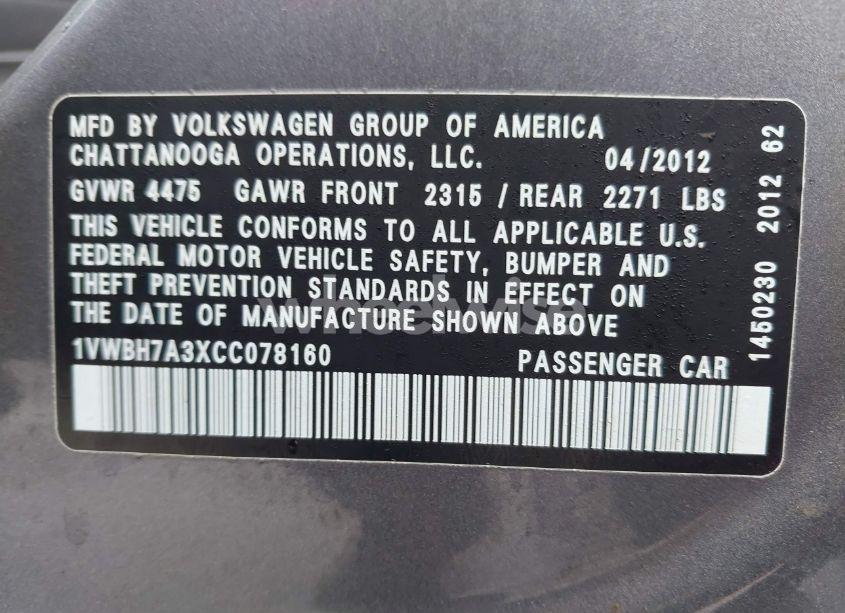 MFD BY VOLKSWAGEN GROUP OF AMERICA
CHATTANOOGA OPERATIONS, LLC. 04/2012
GVWR 4475 GAWR FRONT 2315 / REAR 2271 LBS
THIS VEHICLE CONFORMS TO ALL APPLICABLE U.S.
FEDERAL MOTOR VEHICLE SAFETY, BUMPER AND
THEFT PREVENTION STANDARDS IN EFFECT ON
THE DATE OF MANUFACTURE SHOWN ABOVE
1VWBH7A3XCC078160 PASSENGER CAR
1450230 2012 62
wheelwise